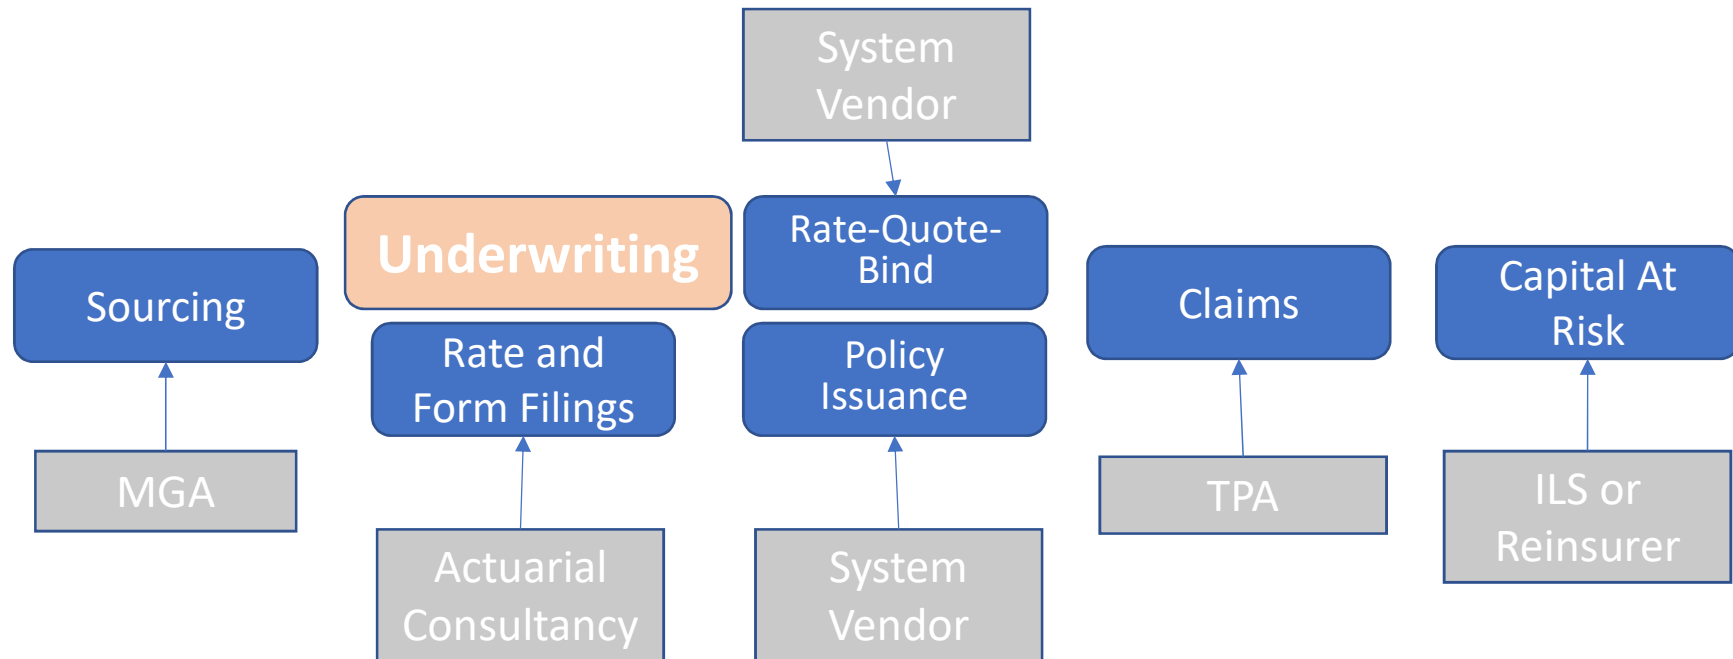 System
Vendor
Underwriting
Rate-Quote-
Bind
Sourcing
Claims
Capital At
Risk
Rate and
Form Filings
Policy
Issuance
MGA
TPA
ILS or
Reinsurer
Actuarial
Consultancy
System
Vendor